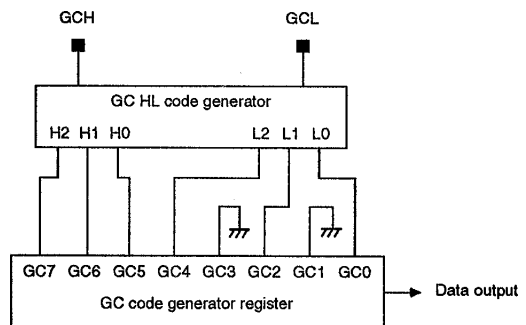 GCH GCL
GC HL code generator
H2 H1 H0 L2 L1 L0
GC7 GC6 GC5 GC4 GC3 GC2 GC1 GC0
GC code generator register
Data output